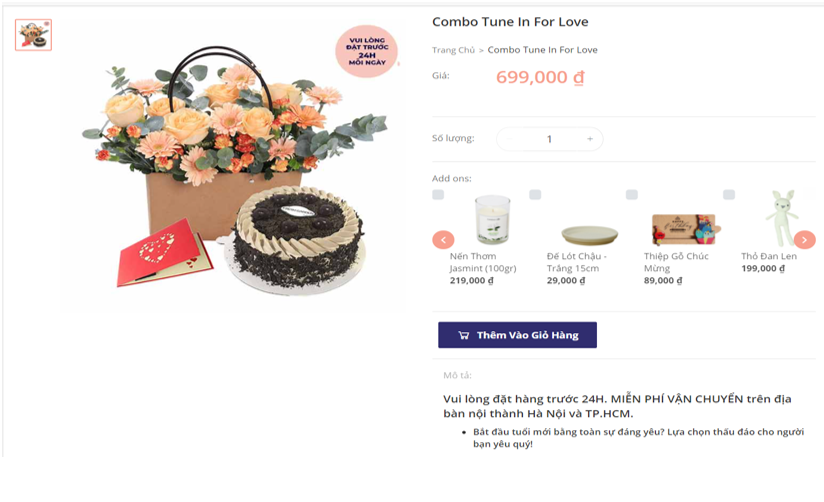 Combo Tune In For Love
VUI LÒNG
ĐẶT TRƯỚC
24H
MỖI NGÀY
Trang Chủ > Combo Tune In For Love
Giá: 699,000 ₫
Số lượng: - 1 +
Add ons:
Nến Thơm
Jasmint (100gr)
219,000 ₫
Đế Lót Chậu -
Trắng 15cm
29,000 ₫
Thiệp Gỗ Chúc
Mừng
89,000 ₫
Thỏ Đan Len
199,000 ₫
Thêm Vào Giỏ Hàng
Mô tả:
Vui lòng đặt hàng trước 24H. MIỄN PHÍ VẬN CHUYỂN trên địa
bàn nội thành Hà Nội và TP.HCM.
• Bắt đầu tuổi mới bằng toàn sự đáng yêu? Lựa chọn thấu đáo cho người
bạn yêu quý!